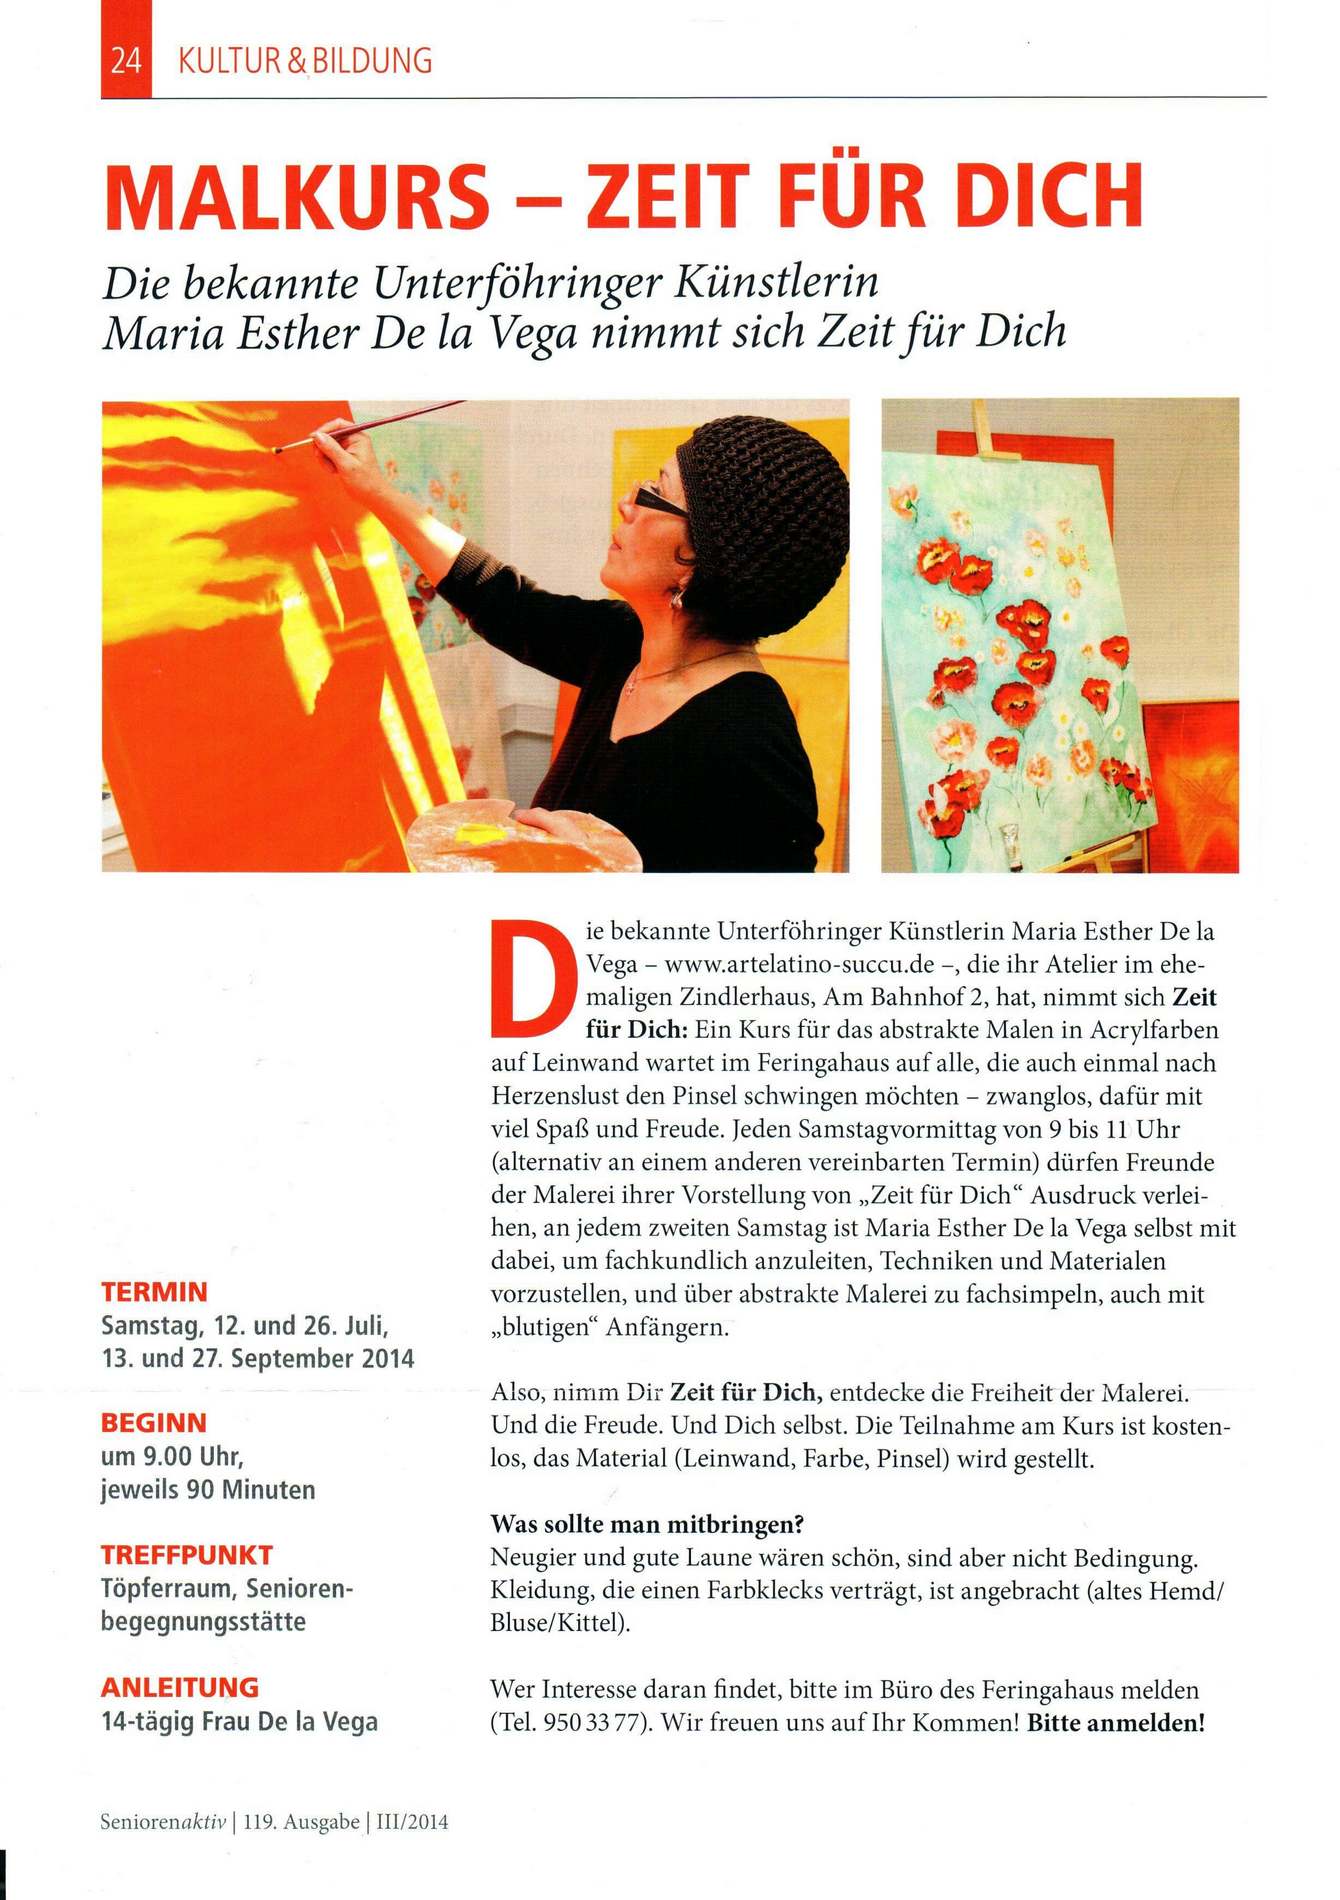 24 KULTUR & BILDUNG
MALKURS – ZEIT FÜR DICH
Die bekannte Unterföhringer Künstlerin
Maria Esther De la Vega nimmt sich Zeit für Dich
Die bekannte Unterföhringer Künstlerin Maria Esther De la
Vega – www.artelatino-succu.de –, die ihr Atelier im ehe-
maligen Zindlerhaus, Am Bahnhof 2, hat, nimmt sich Zeit
für Dich: Ein Kurs für das abstrakte Malen in Acrylfarben
auf Leinwand wartet im Feringahaus auf alle, die auch einmal nach
Herzenslust den Pinsel schwingen möchten – zwanglos, dafür mit
viel Spaß und Freude. Jeden Samstagvormittag von 9 bis 11 Uhr
(alternativ an einem anderen vereinbarten Termin) dürfen Freunde
der Malerei ihrer Vorstellung von „Zeit für Dich“ Ausdruck verlei-
hen, an jedem zweiten Samstag ist Maria Esther De la Vega selbst mit
dabei, um fachkundlich anzuleiten, Techniken und Materialen
vorzustellen, und über abstrakte Malerei zu fachsimpeln, auch mit
„blutigen“ Anfängern.
Also, nimm Dir Zeit für Dich, entdecke die Freiheit der Malerei.
Und die Freude. Und Dich selbst. Die Teilnahme am Kurs ist kosten-
los, das Material (Leinwand, Farbe, Pinsel) wird gestellt.
Was sollte man mitbringen?
Neugier und gute Laune wären schön, sind aber nicht Bedingung.
Kleidung, die einen Farbklecks verträgt, ist angebracht (altes Hemd/
Bluse/Kittel).
Wer Interesse daran findet, bitte im Büro des Feringahaus melden
(Tel. 950 33 77). Wir freuen uns auf Ihr Kommen! Bitte anmelden!
TERMIN
Samstag, 12. und 26. Juli,
13. und 27. September 2014
BEGINN
um 9.00 Uhr,
jeweils 90 Minuten
TREFFPUNKT
Töpferraum, Senioren-
begegnungsstätte
ANLEITUNG
14-tägig Frau De la Vega
Seniorenaktiv | 119. Ausgabe | III/2014